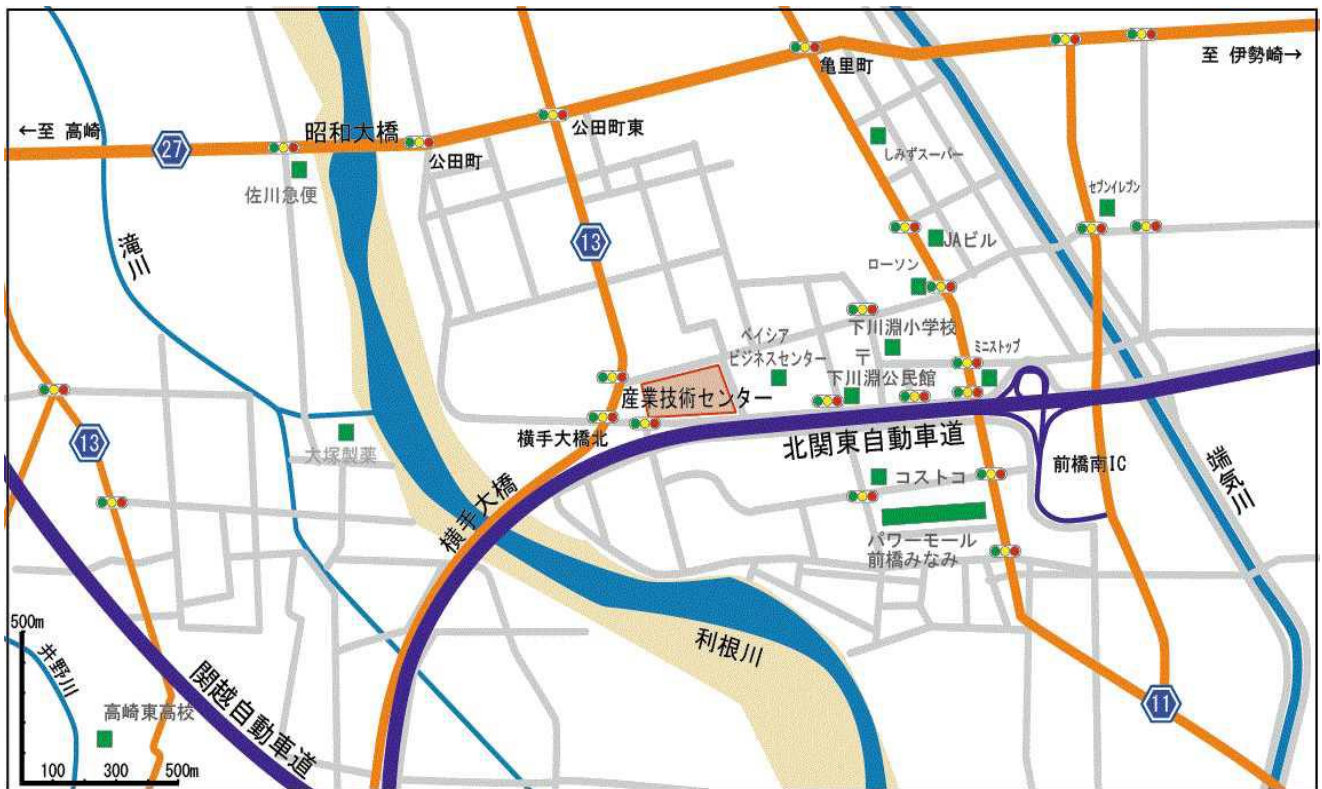 至 伊勢崎→
亀里町
←至 高崎
27
昭和大橋
公田町東
公田町
佐川急便
しみずスーパー
セブンイレブン
滝川
13
JAビル
ローソン
下川淵小学校
ベイシア
ビジネスセンター
〒
ミニストップ
下川淵公民館
産業技術センター
横手大橋北
北関東自動車道
13
大塚製薬
前橋南IC
端気川
コストコ
横手大橋
パワーモール
前橋みなみ
500m
利根川
井野川
関越自動車道
高崎東高校
11
100 300 500m